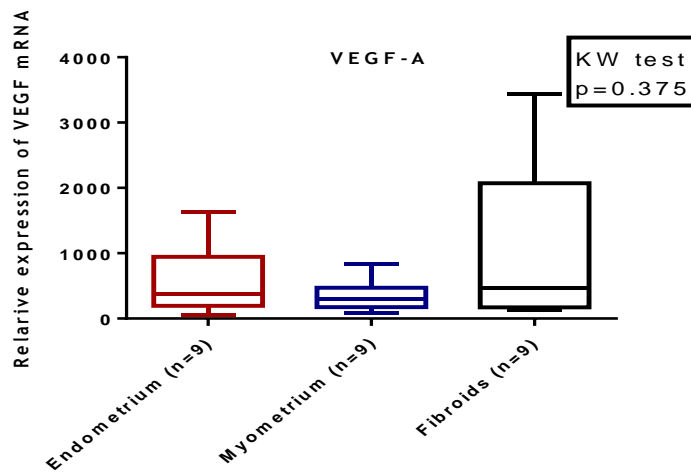 VEGF-A
KW test
p=0.375
Relarive expression of VEGF mRNA
4000
3000
2000
1000
0
Endometrium (n=9)
Myometrium (n=9)
Fibroids (n=9)